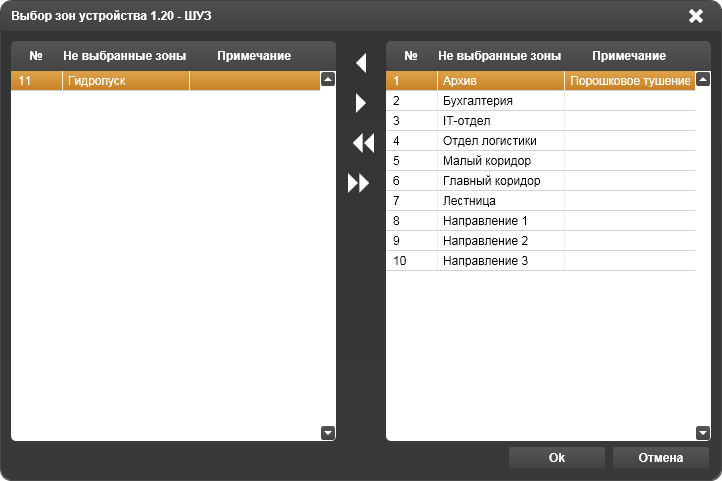 Выбор зон устройства 1.20 - ШУЗ
№ Не выбранные зоны Примечание
11 Гидропуск
№ Не выбранные зоны Примечание
1 Архив Порошковое тушение
2 Бухгалтерия
3 IT-отдел
4 Отдел логистики
5 Малый коридор
6 Главный коридор
7 Лестница
8 Направление 1
9 Направление 2
10 Направление 3
Ok Отмена